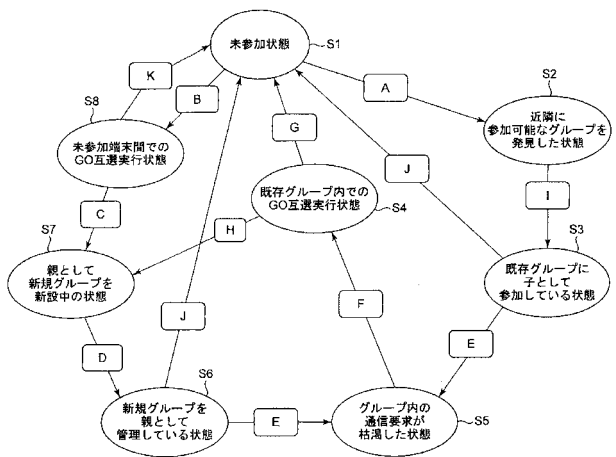 未参加状態
S1
K
B
A
S2
S8
近隣に
参加可能なグループを
発見した状態
G
未参加端末間での
GO互選実行状態
J
既存グループ内での
GO互選実行状態
S4
I
C
S7
H
S3
親として
新規グループを
新設中の状態
既存グループに
子として
参加している状態
J
F
D
E
S6
新規グループを
親として
管理している状態
E
グループ内の
通信要求が
枯渇した状態
S5